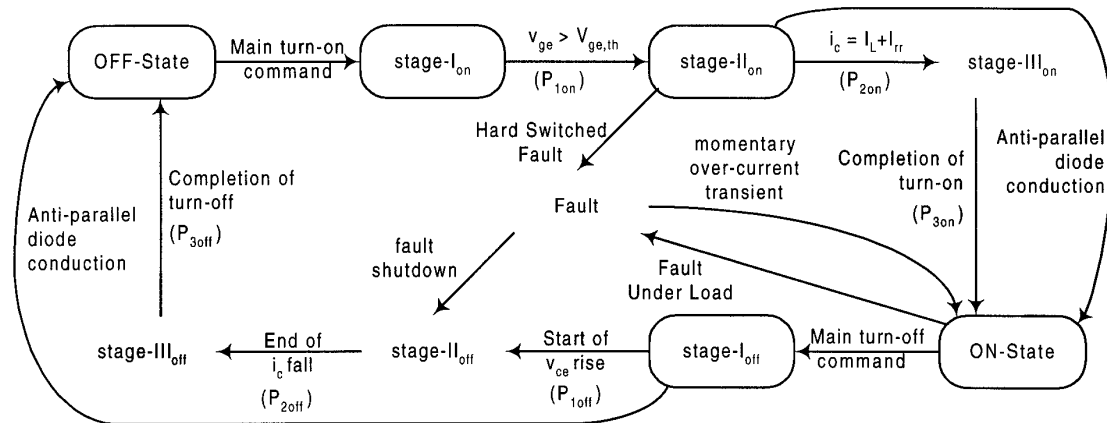 OFF-State
Main turn-on
command
stage-I_on
v_ge > V_ge,th
(P_1on)
stage-II_on
i_c = I_L+I_rr
(P_2on)
stage-III_on
Hard Switched
Fault
momentary
over-current
transient
Completion of
turn-on
(P_3on)
Anti-parallel
diode
conduction
Anti-parallel
diode
conduction
Completion of
turn-off
(P_3off)
Fault
fault
shutdown
Fault
Under Load
stage-III_off
End of
i_c fall
(P_2off)
stage-II_off
Start of
v_ce rise
(P_1off)
stage-I_off
Main turn-off
command
ON-State